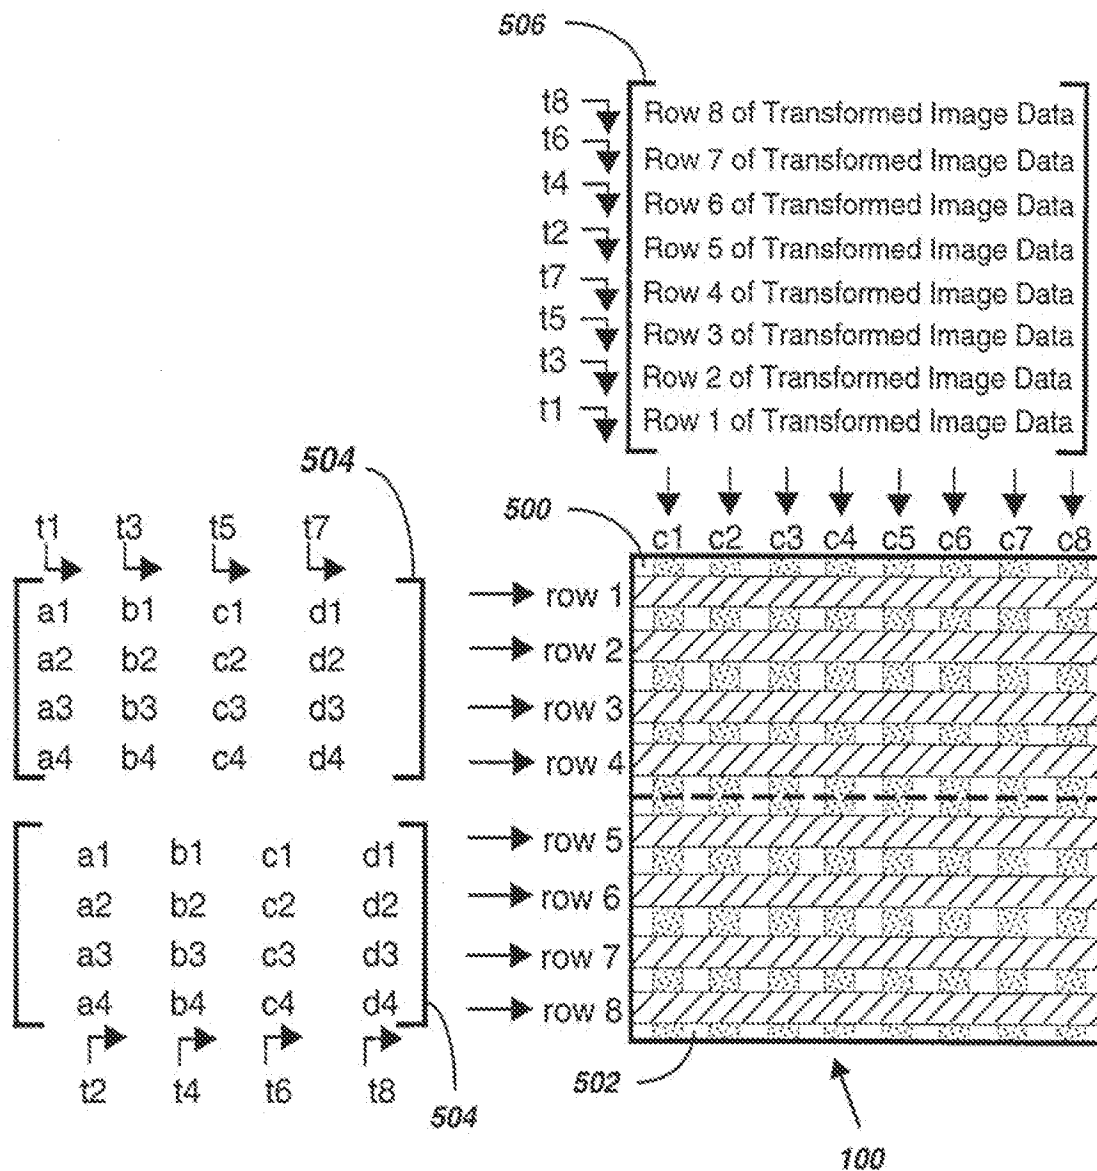 506
t8 Row 8 of Transformed Image Data
t6 Row 7 of Transformed Image Data
t4 Row 6 of Transformed Image Data
t2 Row 5 of Transformed Image Data
t7 Row 4 of Transformed Image Data
t5 Row 3 of Transformed Image Data
t3 Row 2 of Transformed Image Data
t1 Row 1 of Transformed Image Data
504
500
t1 t3 t5 t7
c1 c2 c3 c4 c5 c6 c7 c8
a1 b1 c1 d1
a2 b2 c2 d2
a3 b3 c3 d3
a4 b4 c4 d4
row 1
row 2
row 3
row 4
a1 b1 c1 d1
a2 b2 c2 d2
a3 b3 c3 d3
a4 b4 c4 d4
row 5
row 6
row 7
row 8
t2 t4 t6 t8
504
502
100